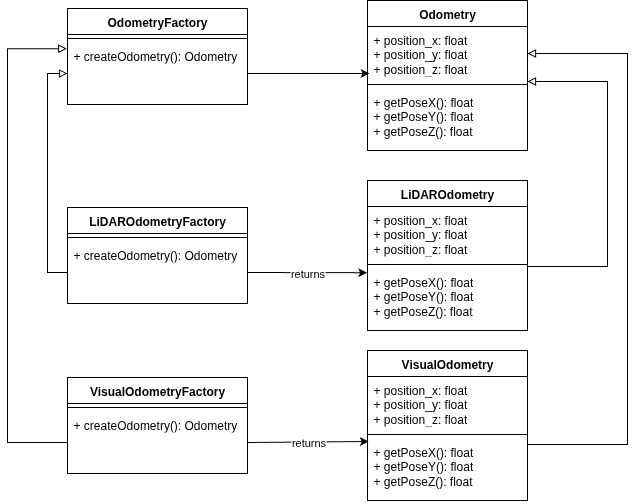 OdometryFactory
+ createOdometry(): Odometry
Odometry
+ position_x: float
+ position_y: float
+ position_z: float
+ getPoseX(): float
+ getPoseY(): float
+ getPoseZ(): float
LiDAROdometryFactory
+ createOdometry(): Odometry
returns
LiDAROdometry
+ position_x: float
+ position_y: float
+ position_z: float
+ getPoseX(): float
+ getPoseY(): float
+ getPoseZ(): float
VisualOdometryFactory
+ createOdometry(): Odometry
returns
VisualOdometry
+ position_x: float
+ position_y: float
+ position_z: float
+ getPoseX(): float
+ getPoseY(): float
+ getPoseZ(): float